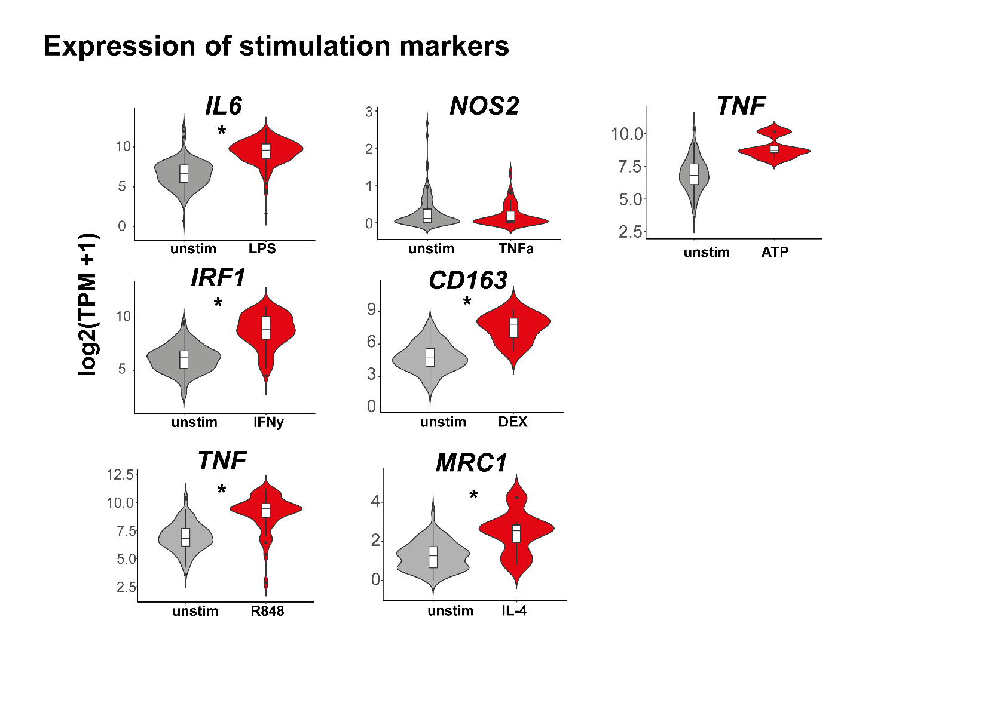 Expression of stimulation markers
log2(TPM +1)
IL6
*
10
5
0
unstim LPS
NOS2
3
2
1
0
unstim TNFa
TNF
10.0
7.5
5.0
2.5
unstim ATP
IRF1
*
10
5
unstim IFNy
CD163
*
9
6
3
0
unstim DEX
TNF
*
12.5
10.0
7.5
5.0
2.5
unstim R848
MRC1
*
4
2
0
unstim IL-4